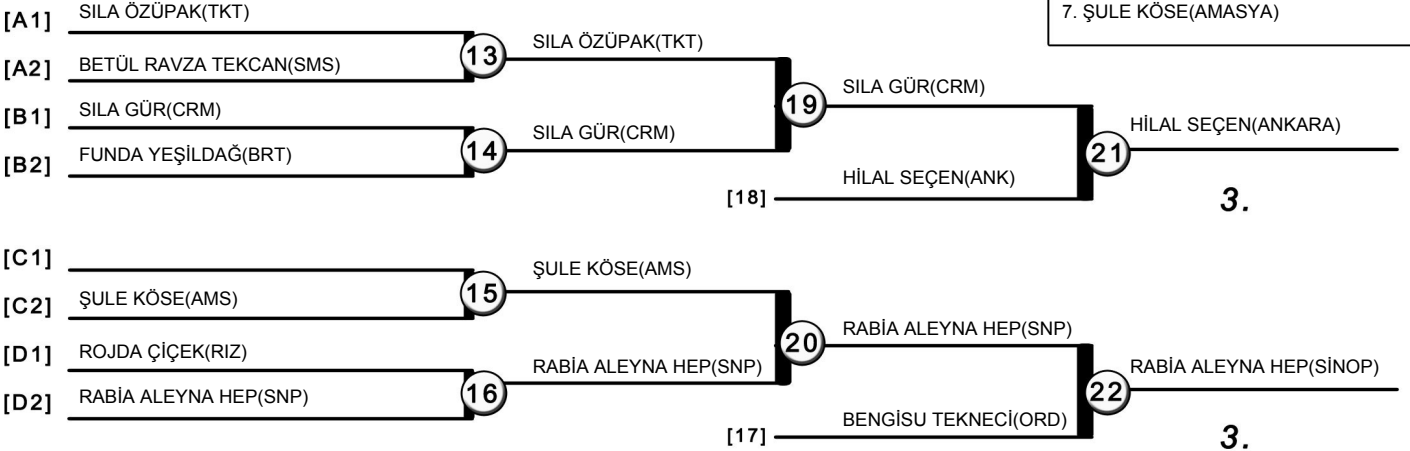 [A1] SILA ÖZÜPAK(TKT)
7. ŞULE KÖSE(AMASYA)
13 SILA ÖZÜPAK(TKT)
[A2] BETÜL RAVZA TEKCAN(SMS)
19 SILA GÜR(CRM)
[B1] SILA GÜR(CRM)
HİLAL SEÇEN(ANKARA)
14 SILA GÜR(CRM)
21
[B2] FUNDA YEŞİLDAĞ(BRT)
[18] HİLAL SEÇEN(ANK)
3.
[C1]
ŞULE KÖSE(AMS)
15
[C2] ŞULE KÖSE(AMS)
20 RABİA ALEYNA HEP(SNP)
[D1] ROJDA ÇİÇEK(RIZ)
RABİA ALEYNA HEP(SNP)
RABİA ALEYNA HEP(SİNOP)
16
22
[D2] RABİA ALEYNA HEP(SNP)
[17] BENGİSU TEKNECİ(ORD)
3.